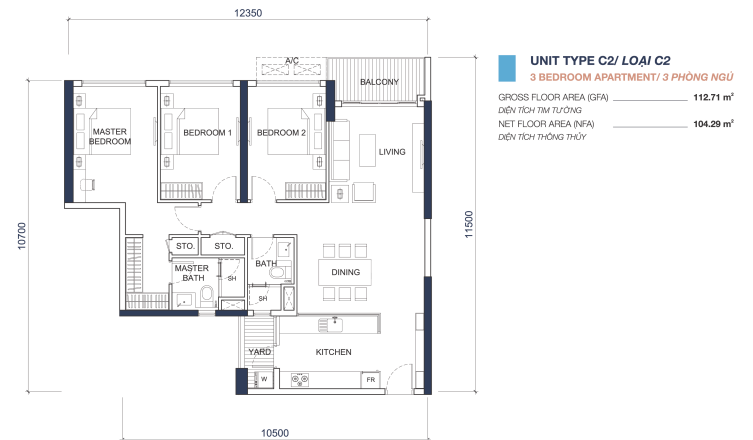 12350
A/C
BALCONY
UNIT TYPE C2/ LOẠI C2
3 BEDROOM APARTMENT/ 3 PHÒNG NGỦ
GROSS FLOOR AREA (GFA) 112.71 m²
DIỆN TÍCH TIM TƯỜNG
NET FLOOR AREA (NFA) 104.29 m²
DIỆN TÍCH THÔNG THỦY
MASTER
BEDROOM
BEDROOM 1
BEDROOM 2
LIVING
10700
11500
STO.
STO.
BATH
MASTER
BATH
SH
DINING
SH
YARD
KITCHEN
W
FR
10500